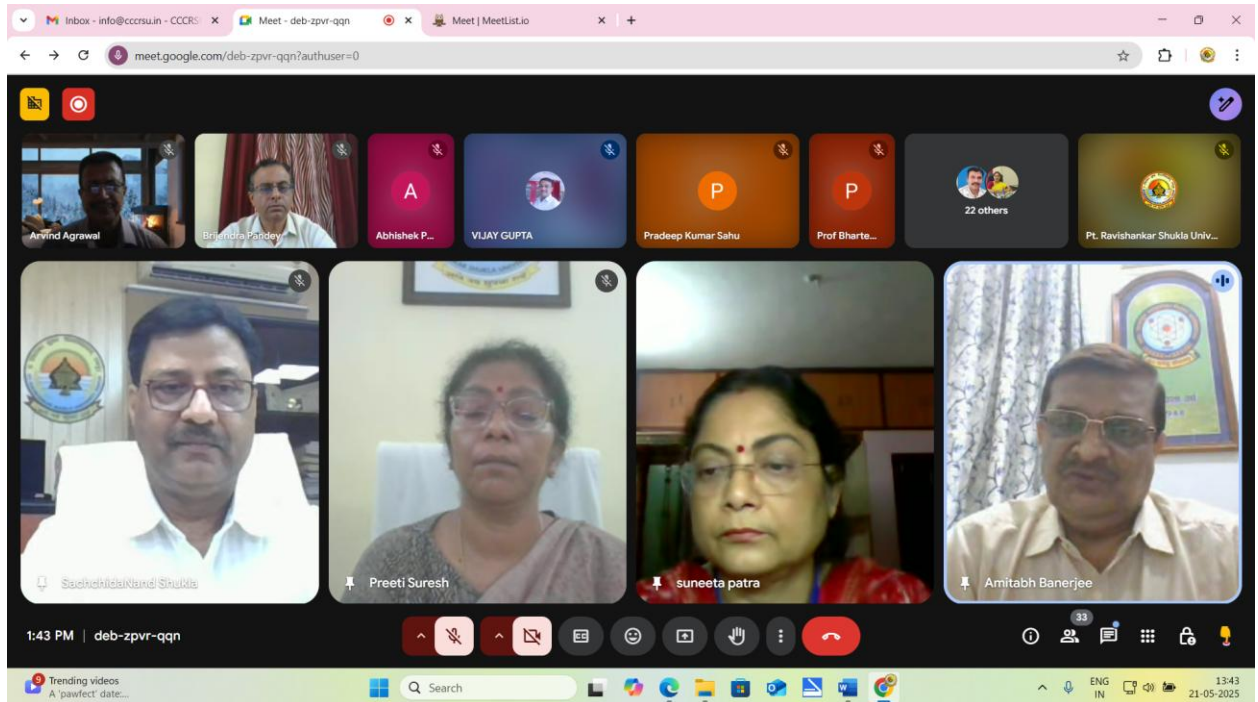 Inbox - info@cccrsu.in - CCCRS
Meet - deb-zpvr-qqn
Meet | MeetList.io
meet.google.com/deb-zpvr-qqn?authuser=0
Arvind Agrawal
Brijendra Pandey
A
Abhishek P...
VIJAY GUPTA
P
Pradeep Kumar Sahu
P
Prof Bharte...
22 others
Pt. Ravishankar Shukla Univ...
SachchidaNand Shukla
Preeti Suresh
suneeta patra
Amitabh Banerjee
1:43 PM | deb-zpvr-qqn
CC
33
9
Trending videos
A 'pawfect' date:...
Search
ENG
IN
13:43
21-05-2025